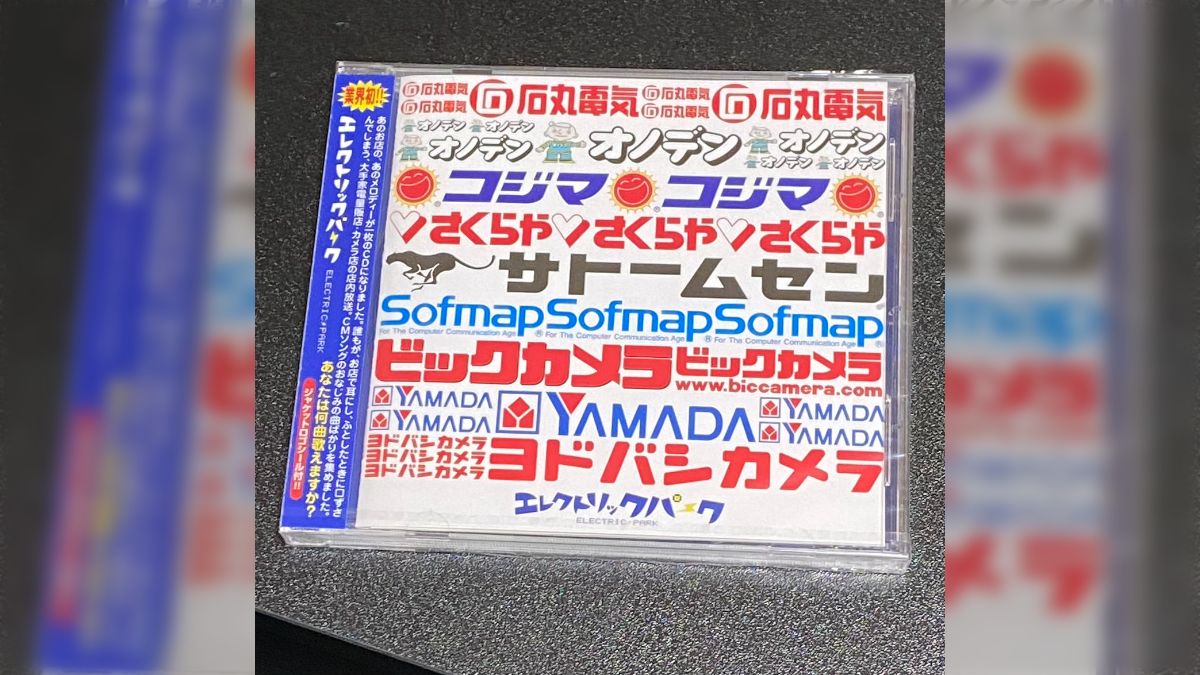 業界初!!
エレクトリックパーク
ELECTRIC★PARK
あのお店の、あのメロディーが一枚のCDになりました。誰もが、お店で耳にし、ふとしたときに口ずさ
んでしまう、大手家電量販店・カメラ店の店内放送。CMソングのおなじみの曲ばかりを集めました。
あなたは何曲歌えますか?
ジャケットロゴシール付!!
石丸電気 石丸電気 石丸電気 石丸電気
石丸電気 石丸電気
オノデン オノデン オノデン オノデン
オノデン オノデン オノデン
コジマ コジマ
さくらや さくらや さくらや
サトームセン
Sofmap Sofmap Sofmap
For The Computer Communication Age ® For The Computer Communication Age ® For The Computer Communication Age ®
ビックカメラ ビックカメラ
www.biccamera.com
YAMADA YAMADA YAMADA
YAMADA YAMADA
ヨドバシカメラ ヨドバシカメラ
ヨドバシカメラ
ヨドバシカメラ
エレクトリックパーク
ELECTRIC★PARK